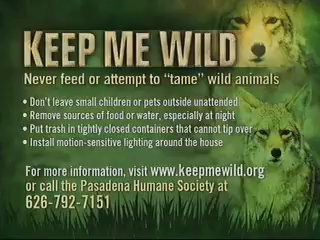 KEEP ME WILD
Never feed or attempt to “tame” wild animals
• Don't leave small children or pets outside unattended
• Remove sources of food or water, especially at night
• Put trash in tightly closed containers that cannot tip over
• Install motion-sensitive lighting around the house
For more information, visit www.keepmewild.org
or call the Pasadena Humane Society at
626-792-7151